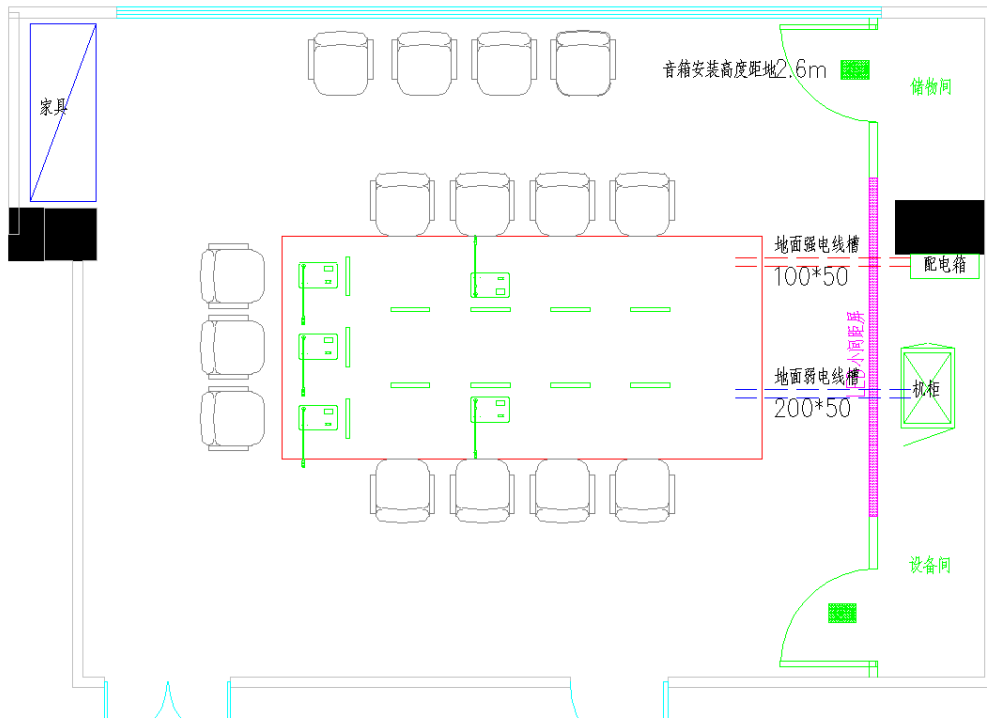 音箱安装高度距地2.6m
储物间
家具
地面强电线槽
100*50
配电箱
LED小间距屏
地面弱电线槽
200*50
机柜
设备间